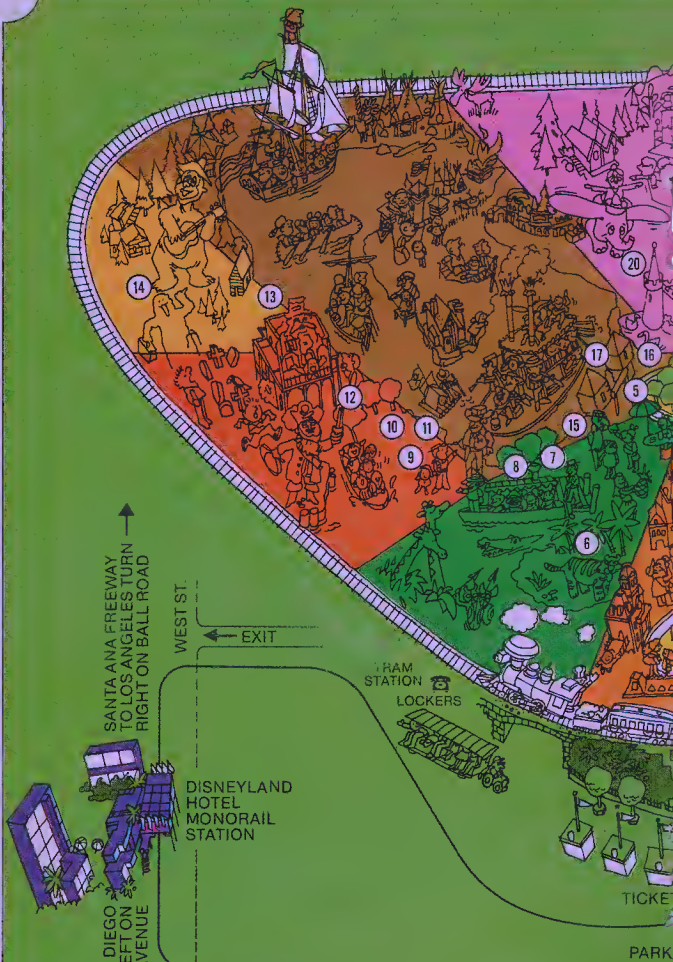 20
14
13
17
16
5
12
10
11
15
9
8
7
6
SANTA ANA FREEWAY
TO LOS ANGELES TURN
RIGHT ON BALL ROAD
WEST ST.
EXIT
TRAM
STATION
LOCKERS
DISNEYLAND
HOTEL
MONORAIL
STATION
DIEGO
EFT ON
VENUE
TICKE
PARK